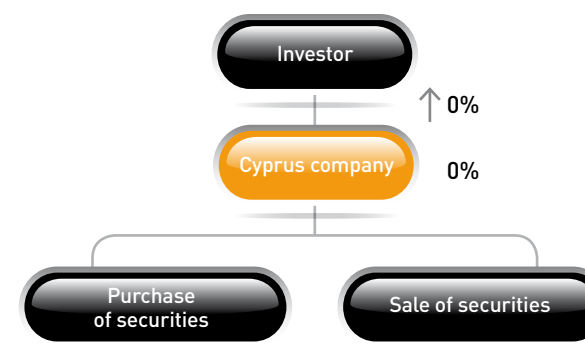 Investor
0%
Cyprus company
0%
Purchase
of securities
Sale of securities